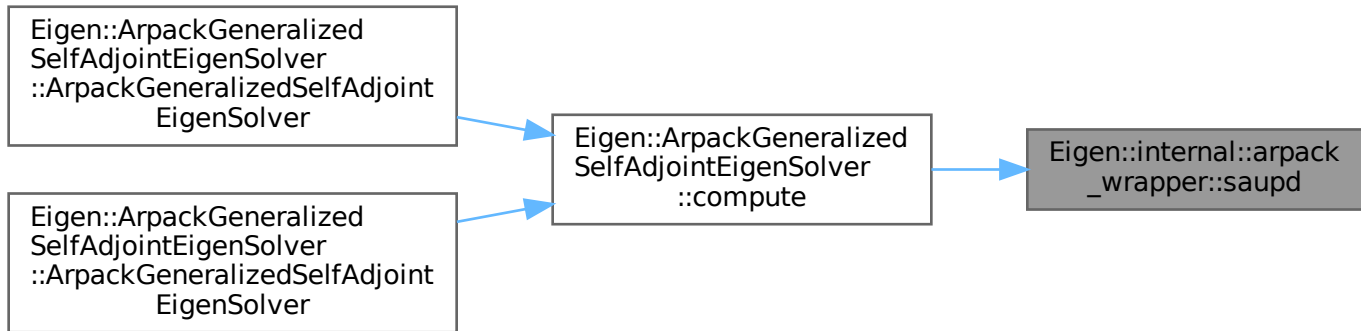 Eigen::ArpackGeneralized
SelfAdjointEigenSolver
::ArpackGeneralizedSelfAdjoint
EigenSolver
Eigen::ArpackGeneralized
SelfAdjointEigenSolver
::ArpackGeneralizedSelfAdjoint
EigenSolver
Eigen::ArpackGeneralized
SelfAdjointEigenSolver
::compute
Eigen::internal::arpack
_wrapper::saupd